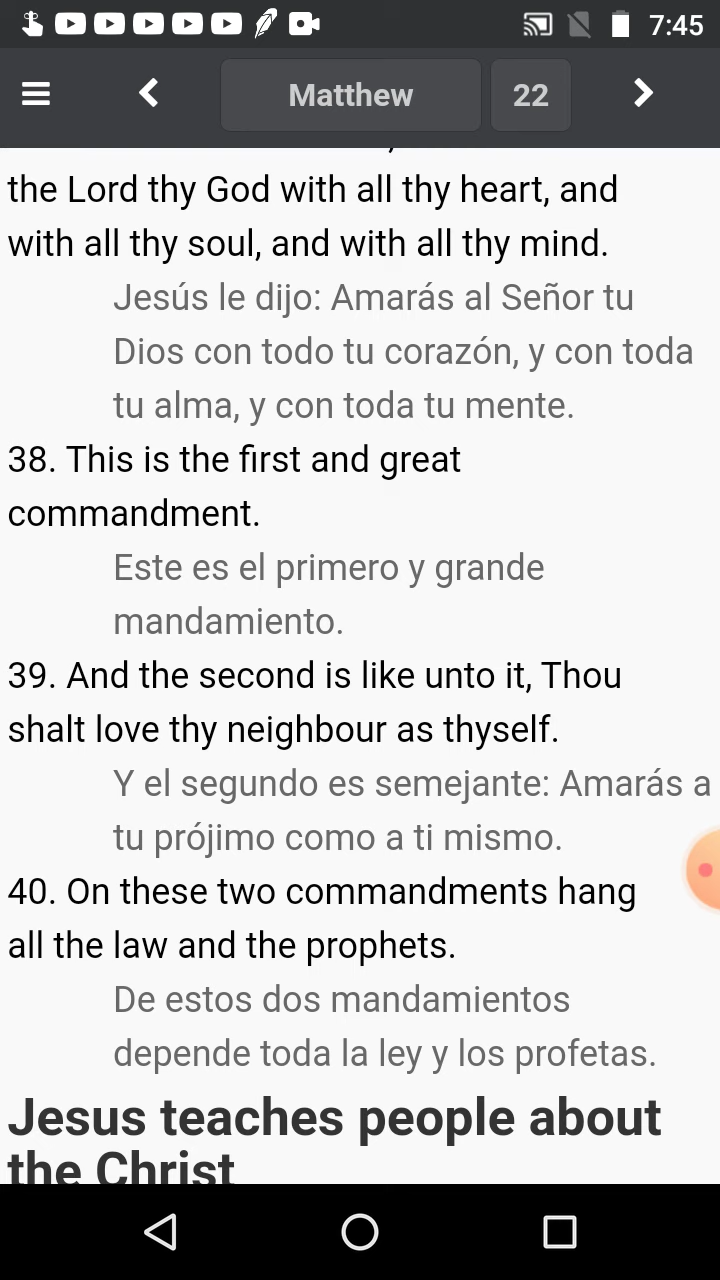 7:45
Matthew 22
the Lord thy God with all thy heart, and
with all thy soul, and with all thy mind.
Jesús le dijo: Amarás al Señor tu
Dios con todo tu corazón, y con toda
tu alma, y con toda tu mente.
38. This is the first and great
commandment.
Este es el primero y grande
mandamiento.
39. And the second is like unto it, Thou
shalt love thy neighbour as thyself.
Y el segundo es semejante: Amarás a
tu prójimo como a ti mismo.
40. On these two commandments hang
all the law and the prophets.
De estos dos mandamientos
depende toda la ley y los profetas.
Jesus teaches people about
the Christ